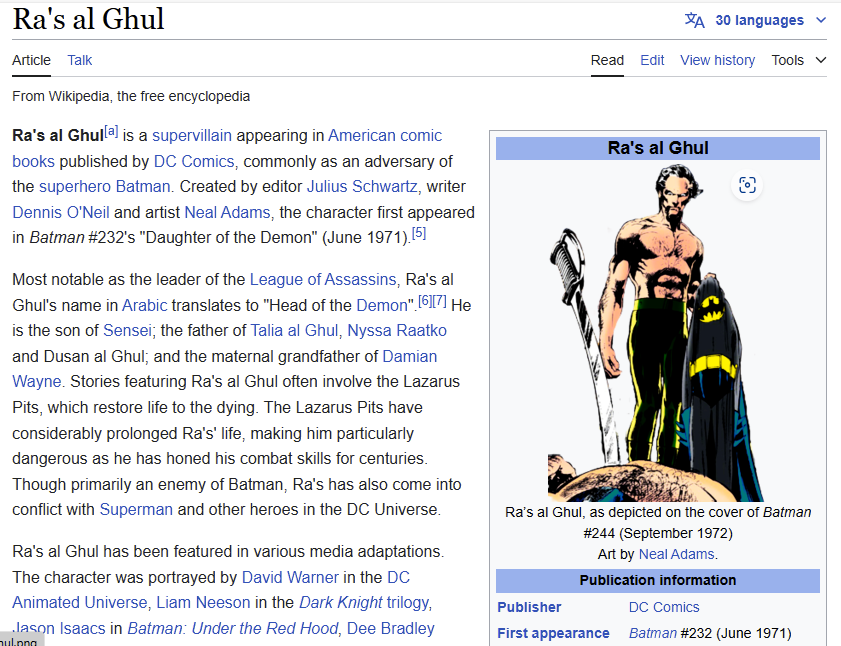 Ra's al Ghul
30 languages
Article Talk
Read Edit View history Tools
From Wikipedia, the free encyclopedia
Ra's al Ghul[a] is a supervillain appearing in American comic
books published by DC Comics, commonly as an adversary of
the superhero Batman. Created by editor Julius Schwartz, writer
Dennis O'Neil and artist Neal Adams, the character first appeared
in Batman #232's "Daughter of the Demon" (June 1971).[5]
Most notable as the leader of the League of Assassins, Ra's al
Ghul's name in Arabic translates to "Head of the Demon".[6][7] He
is the son of Sensei; the father of Talia al Ghul, Nyssa Raatko
and Dusan al Ghul; and the maternal grandfather of Damian
Wayne. Stories featuring Ra's al Ghul often involve the Lazarus
Pits, which restore life to the dying. The Lazarus Pits have
considerably prolonged Ra's' life, making him particularly
dangerous as he has honed his combat skills for centuries.
Though primarily an enemy of Batman, Ra's has also come into
conflict with Superman and other heroes in the DC Universe.
Ra's al Ghul has been featured in various media adaptations.
The character was portrayed by David Warner in the DC
Animated Universe, Liam Neeson in the Dark Knight trilogy,
Jason Isaacs in Batman: Under the Red Hood, Dee Bradley
Ra's al Ghul
Ra's al Ghul, as depicted on the cover of Batman
#244 (September 1972)
Art by Neal Adams.
Publication information
Publisher DC Comics
First appearance Batman #232 (June 1971)